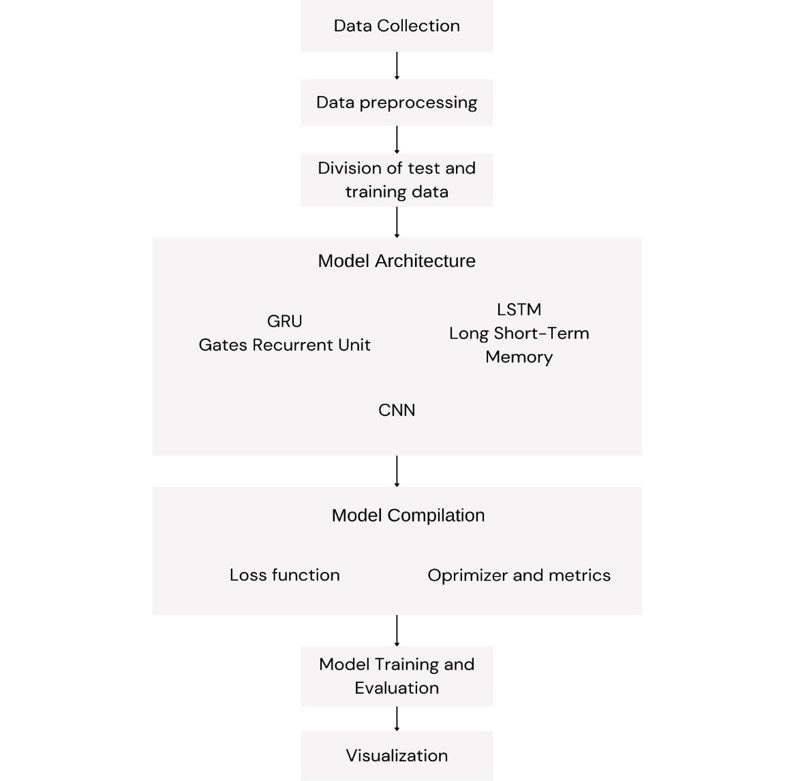 Data Collection
Data preprocessing
Division of test and
training data
Model Architecture
GRU
Gates Recurrent Unit
LSTM
Long Short-Term
Memory
CNN
Model Compilation
Loss function
Oprimizer and metrics
Model Training and
Evaluation
Visualization